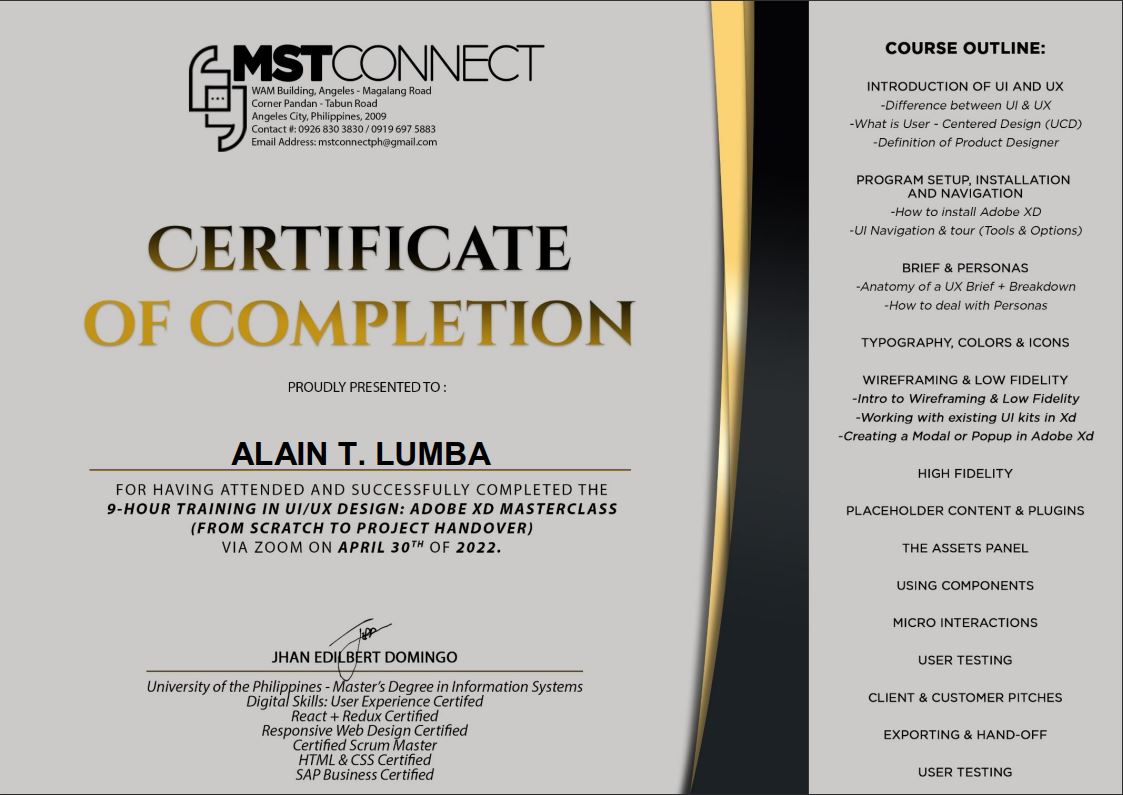 MSTCONNECT
WAM Building, Angeles - Magalang Road
Corner Pandan - Tabun Road
Angeles City, Philippines, 2009
Contact #: 0926 830 3830 / 0919 697 5883
Email Address: mstconnectph@gmail.com
CERTIFICATE
OF COMPLETION
PROUDLY PRESENTED TO :
ALAIN T. LUMBA
FOR HAVING ATTENDED AND SUCCESSFULLY COMPLETED THE
9-HOUR TRAINING IN UI/UX DESIGN: ADOBE XD MASTERCLASS
(FROM SCRATCH TO PROJECT HANDOVER)
VIA ZOOM ON APRIL 30TH OF 2022.
JHAN EDILBERT DOMINGO
University of the Philippines - Master's Degree in Information Systems
Digital Skills: User Experience Certifed
React + Redux Certified
Responsive Web Design Certified
Certified Scrum Master
HTML & CSS Certified
SAP Business Certified
COURSE OUTLINE:
INTRODUCTION OF UI AND UX
-Difference between UI & UX
-What is User - Centered Design (UCD)
-Definition of Product Designer
PROGRAM SETUP, INSTALLATION
AND NAVIGATION
-How to install Adobe XD
-UI Navigation & tour (Tools & Options)
BRIEF & PERSONAS
-Anatomy of a UX Brief + Breakdown
-How to deal with Personas
TYPOGRAPHY, COLORS & ICONS
WIREFRAMING & LOW FIDELITY
-Intro to Wireframing & Low Fidelity
-Working with existing UI kits in Xd
-Creating a Modal or Popup in Adobe Xd
HIGH FIDELITY
PLACEHOLDER CONTENT & PLUGINS
THE ASSETS PANEL
USING COMPONENTS
MICRO INTERACTIONS
USER TESTING
CLIENT & CUSTOMER PITCHES
EXPORTING & HAND-OFF
USER TESTING